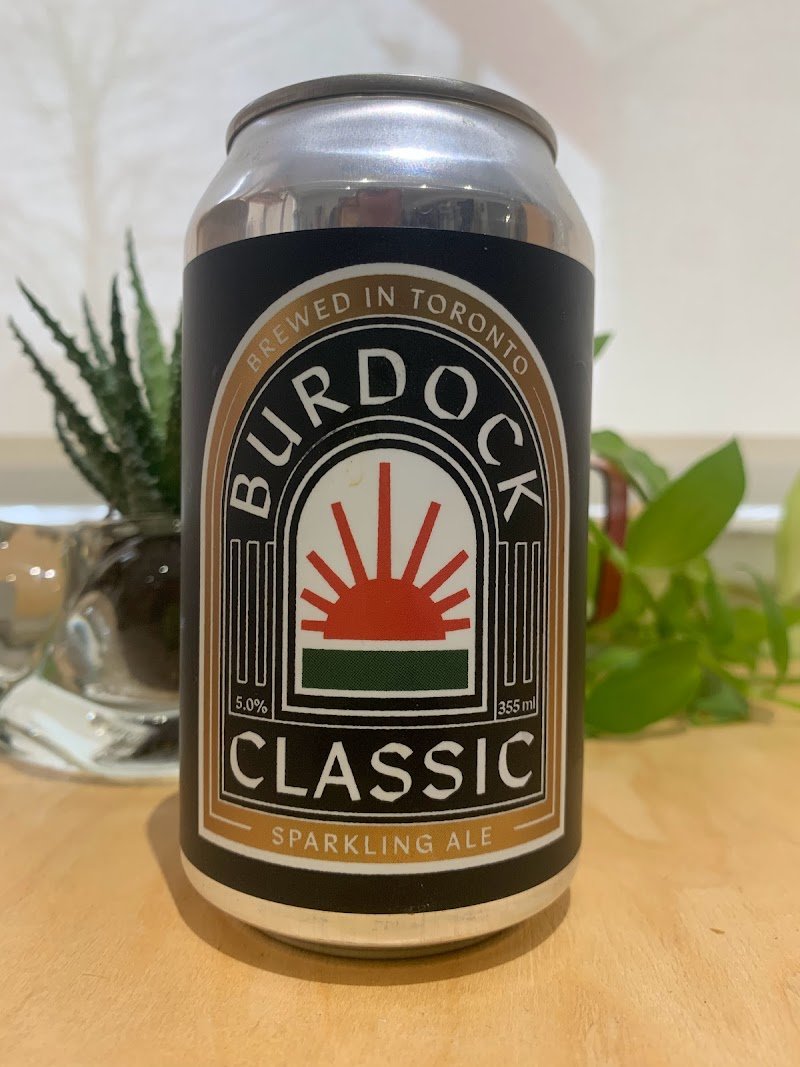 BREWED IN TORONTO
BURDOCK
5.0%
355 ml
CLASSIC
SPARKLING ALE